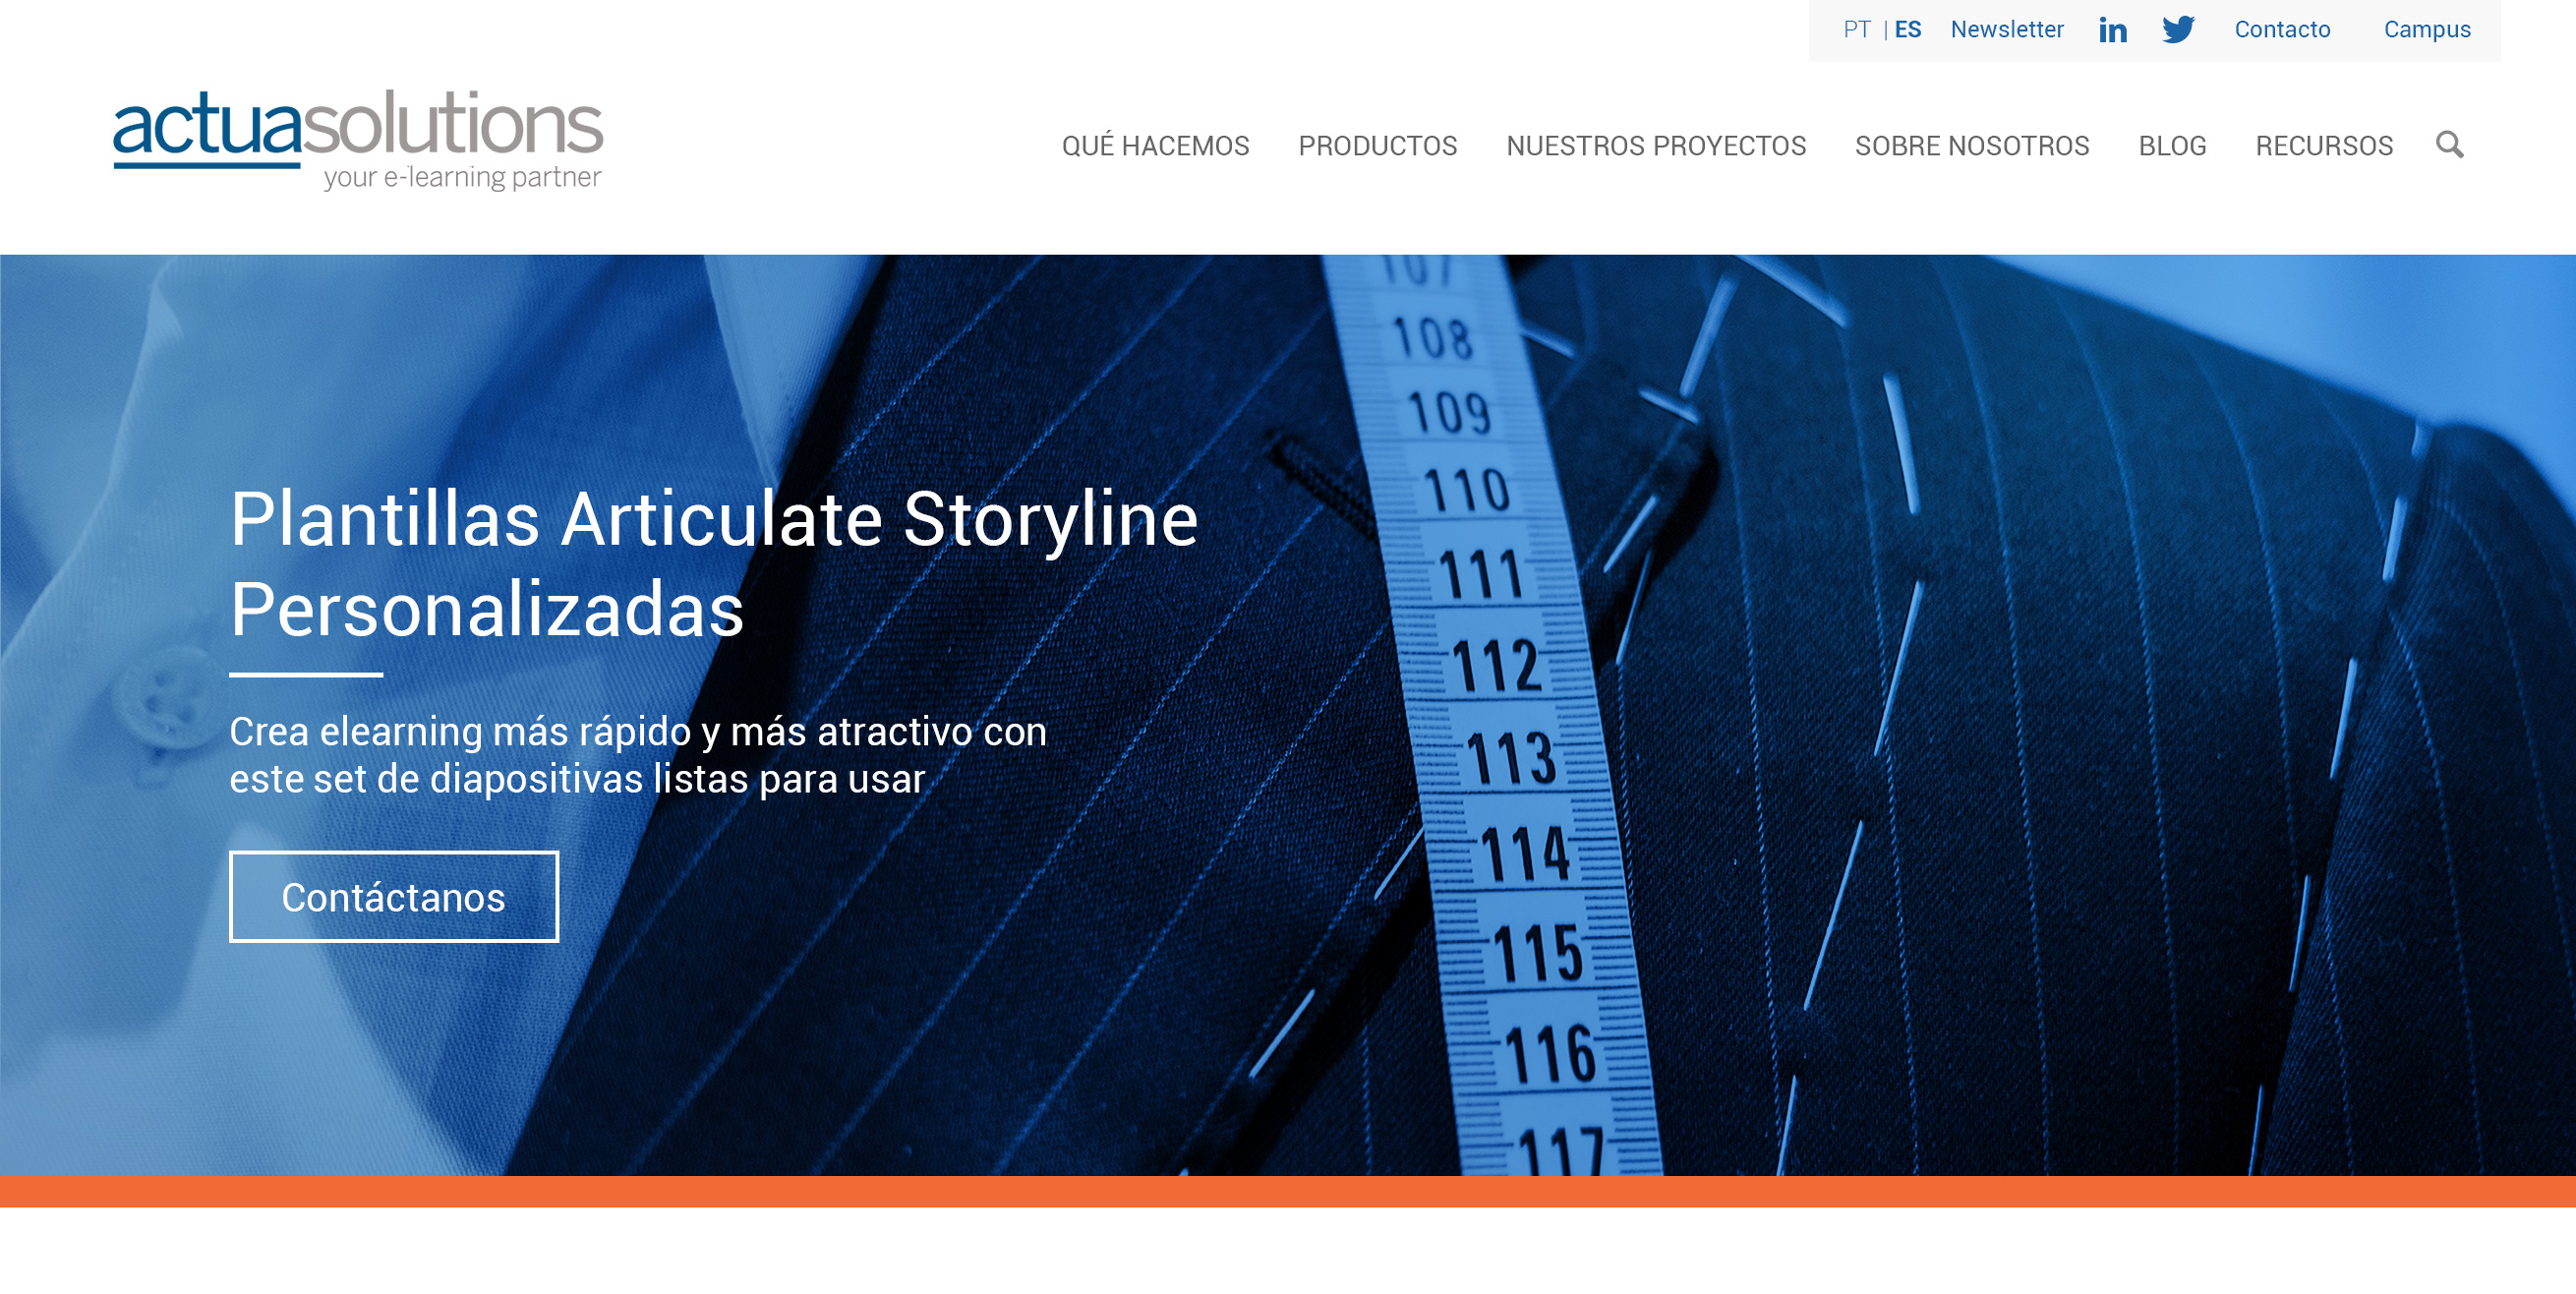 PT | ES Newsletter in Contacto Campus
actuasolutions
your e-learning partner
QUÉ HACEMOS PRODUCTOS NUESTROS PROYECTOS SOBRE NOSOTROS BLOG RECURSOS
107
108
109
110
111
112
113
114
115
116
117
Plantillas Articulate Storyline
Personalizadas
Crea elearning más rápido y más atractivo con
este set de diapositivas listas para usar
Contáctanos